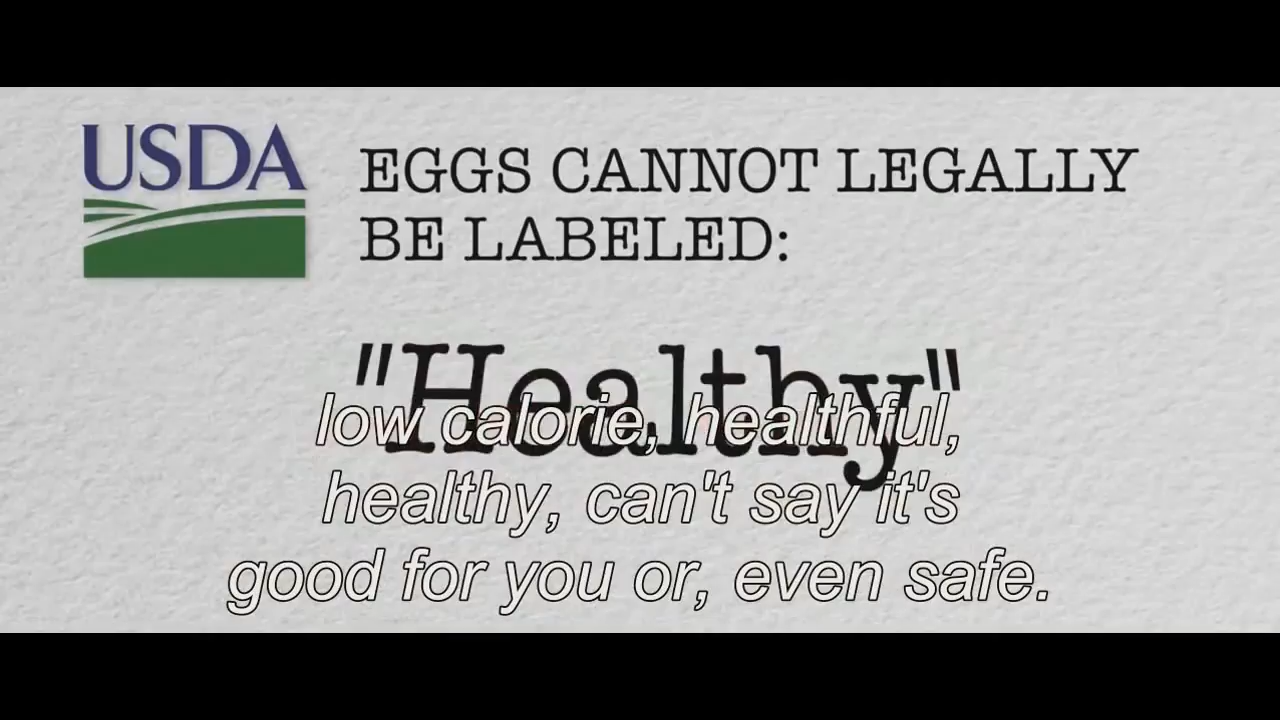 USDA
EGGS CANNOT LEGALLY
BE LABELED:
"Healthy"
low calorie, healthful,
healthy, can't say it's
good for you or, even safe.